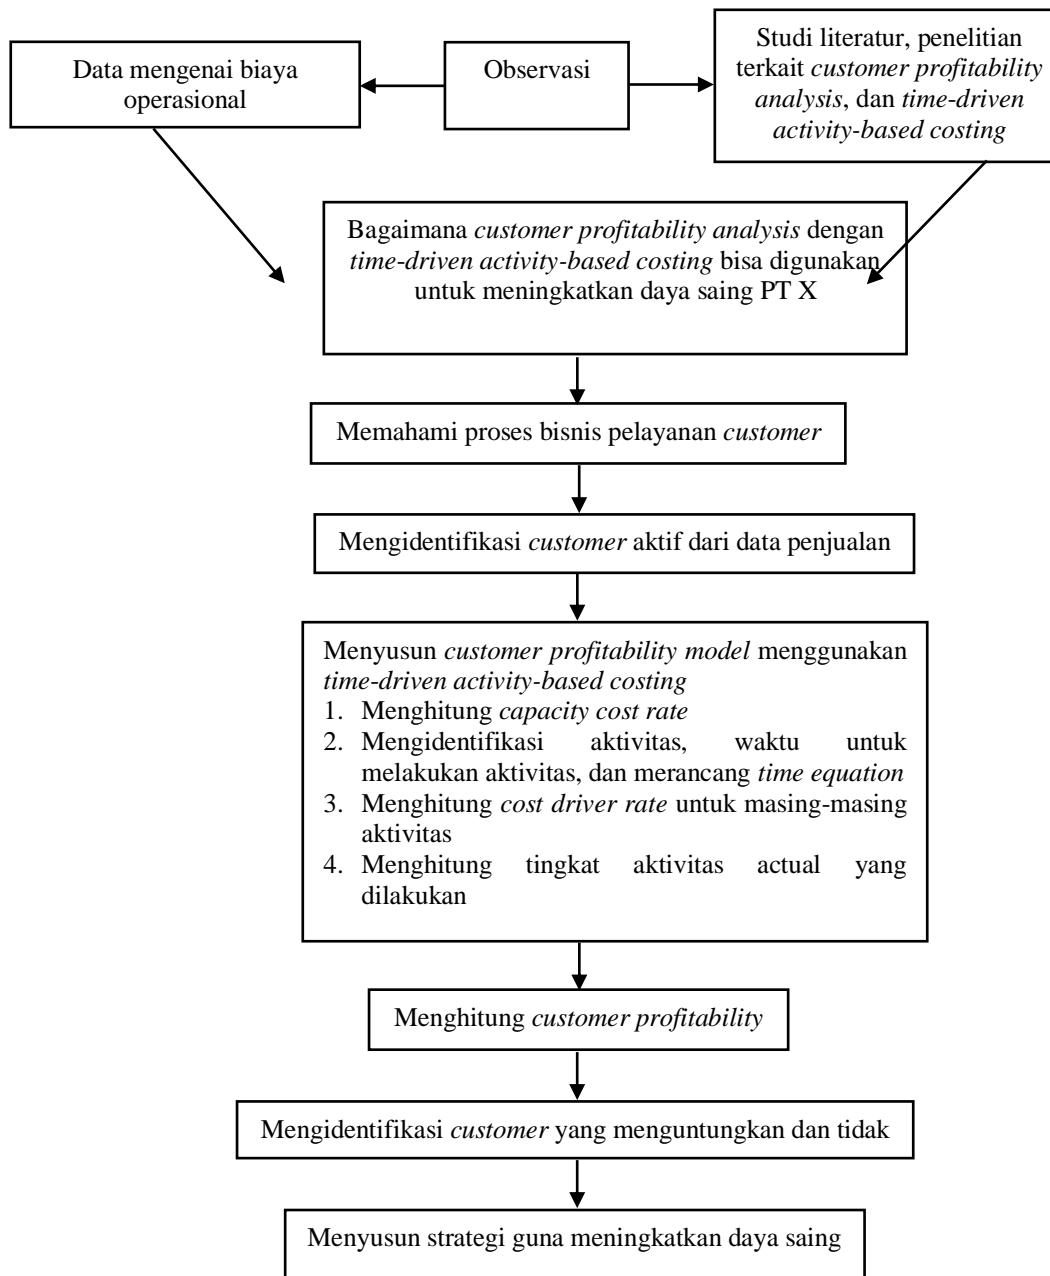 Data mengenai biaya
operasional
Observasi
Studi literatur, penelitian
terkait customer profitability
analysis, dan time-driven
activity-based costing
Bagaimana customer profitability analysis dengan
time-driven activity-based costing bisa digunakan
untuk meningkatkan daya saing PT X
Memahami proses bisnis pelayanan customer
Mengidentifikasi customer aktif dari data penjualan
Menyusun customer profitability model menggunakan
time-driven activity-based costing
1. Menghitung capacity cost rate
2. Mengidentifikasi aktivitas, waktu untuk
melakukan aktivitas, dan merancang time equation
3. Menghitung cost driver rate untuk masing-masing
aktivitas
4. Menghitung tingkat aktivitas actual yang
dilakukan
Menghitung customer profitability
Mengidentifikasi customer yang menguntungkan dan tidak
Menyusun strategi guna meningkatkan daya saing